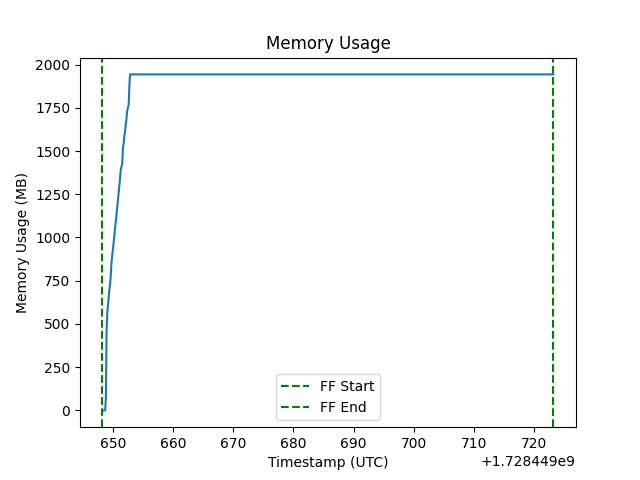 Memory Usage
2000
1750
1500
1250
1000
750
500
250
0
Memory Usage (MB)
FF Start
FF End
650 660 670 680 690 700 710 720
Timestamp (UTC)
+1.728449e9